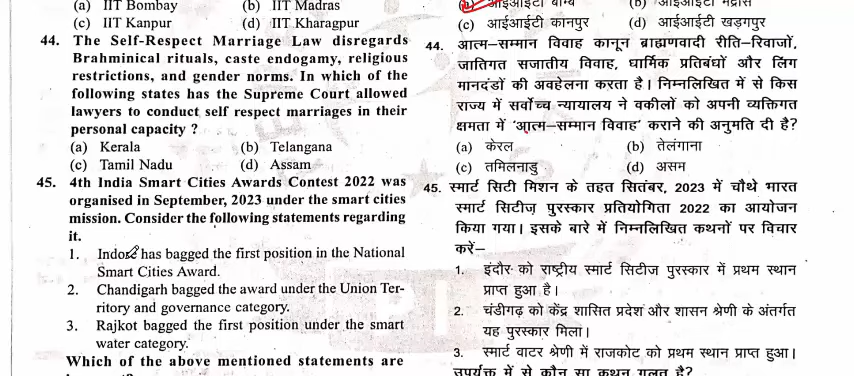 (a) IIT Bombay (b) IIT Madras
(c) IIT Kanpur (d) IIT Kharagpur
44. The Self-Respect Marriage Law disregards
Brahminical rituals, caste endogamy, religious
restrictions, and gender norms. In which of the
following states has the Supreme Court allowed
lawyers to conduct self respect marriages in their
personal capacity ?
(a) Kerala (b) Telangana
(c) Tamil Nadu (d) Assam
45. 4th India Smart Cities Awards Contest 2022 was
organised in September, 2023 under the smart cities
mission. Consider the following statements regarding
it.
1. Indore has bagged the first position in the National
Smart Cities Award.
2. Chandigarh bagged the award under the Union Ter-
ritory and governance category.
3. Rajkot bagged the first position under the smart
water category.
Which of the above mentioned statements are
आईआईटी बॉम्बे (b) आईआईटी मद्रास
(c) आईआईटी कानपुर (d) आईआईटी खड़गपुर
44. आत्म–सम्मान विवाह कानून ब्राह्मणवादी रीति-रिवाजों,
जातिगत सजातीय विवाह, धार्मिक प्रतिबंधों और लिंग
मानदंडों की अवहेलना करता है। निम्नलिखित में से किस
राज्य में सर्वोच्च न्यायालय ने वकीलों को अपनी व्यक्तिगत
क्षमता में 'आत्म–सम्मान विवाह' कराने की अनुमति दी है?
(a) केरल (b) तेलंगाना
(c) तमिलनाडु (d) असम
45. स्मार्ट सिटी मिशन के तहत सितंबर, 2023 में चौथे भारत
स्मार्ट सिटीज़ पुरस्कार प्रतियोगिता 2022 का आयोजन
किया गया। इसके बारे में निम्नलिखित कथनों पर विचार
करें–
1. इंदौर को राष्ट्रीय स्मार्ट सिटीज पुरस्कार में प्रथम स्थान
प्राप्त हुआ है।
2. चंडीगढ़ को केंद्र शासित प्रदेश और शासन श्रेणी के अंतर्गत
यह पुरस्कार मिला।
3. स्मार्ट वाटर श्रेणी में राजकोट को प्रथम स्थान प्राप्त हुआ।
उपर्युक्त में से कौन सा कथन गलत है?